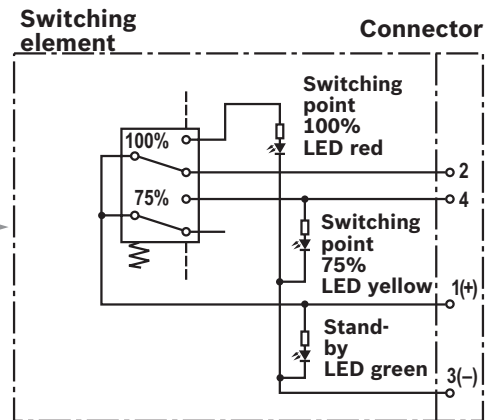 Switching
element
Connector
Switching
point
100%
LED red
100%
2
75%
4
Switching
point
75%
LED yellow
1(+)
Stand-
by
LED green
3(–)